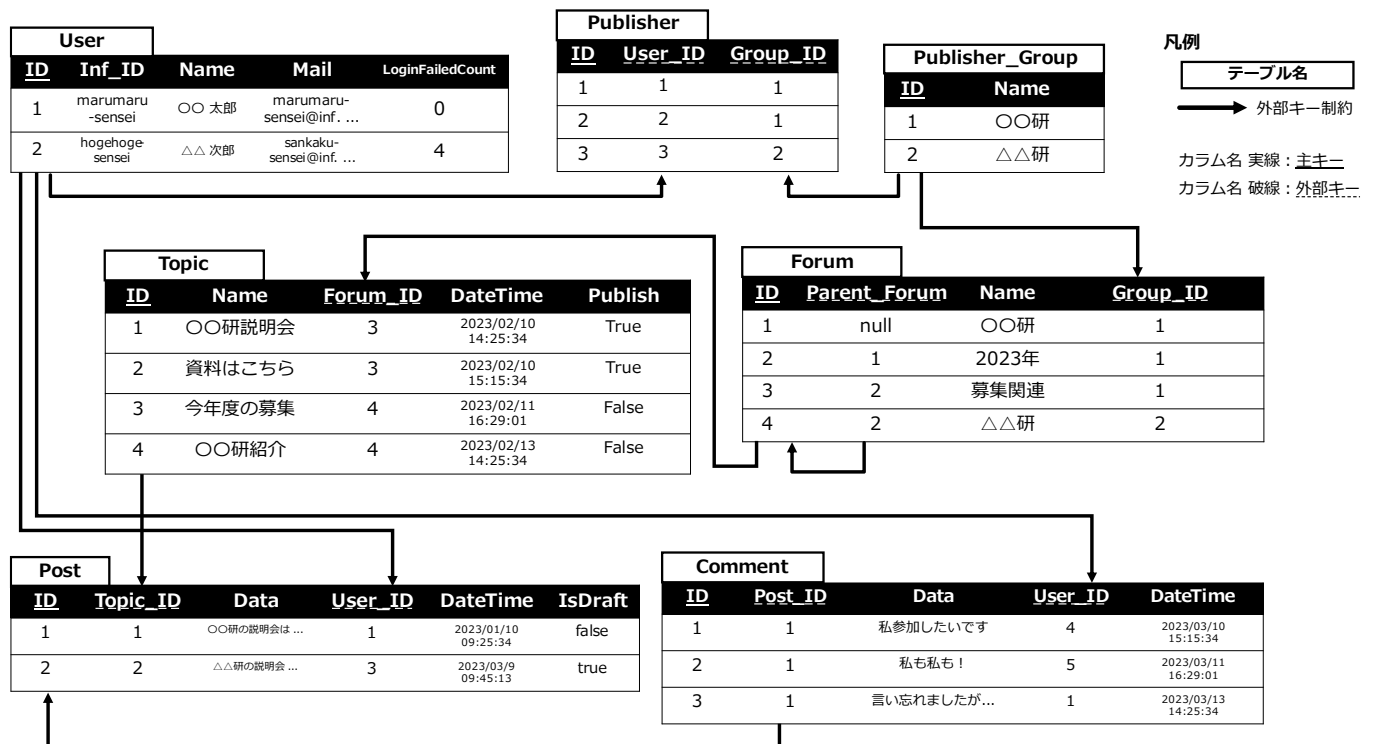 User
ID Inf_ID Name Mail LoginFailedCount
1 marumaru
-sensei ○○ 太郎 marumaru-
sensei@inf. ... 0
2 hogehoge-
sensei △△ 次郎 sankaku-
sensei@inf. ... 4
Publisher
ID User_ID Group_ID
1 1 1
2 2 1
3 3 2
Publisher_Group
ID Name
1 〇〇研
2 △△研
凡例
テーブル名
外部キー制約
カラム名 実線：主キー
カラム名 破線：外部キー
Topic
ID Name Forum_ID DateTime Publish
1 〇〇研説明会 3 2023/02/10
14:25:34 True
2 資料はこちら 3 2023/02/10
15:15:34 True
3 今年度の募集 4 2023/02/11
16:29:01 False
4 〇〇研紹介 4 2023/02/13
14:25:34 False
Forum
ID Parent_Forum Name Group_ID
1 null 〇〇研 1
2 1 2023年 1
3 2 募集関連 1
4 2 △△研 2
Post
ID Topic_ID Data User_ID DateTime IsDraft
1 1 〇〇研の説明会は ... 1 2023/01/10
09:25:34 false
2 2 △△研の説明会 ... 3 2023/03/9
09:45:13 true
Comment
ID Post_ID Data User_ID DateTime
1 1 私参加したいです 4 2023/03/10
15:15:34
2 1 私も私も！ 5 2023/03/11
16:29:01
3 1 言い忘れましたが... 1 2023/03/13
14:25:34